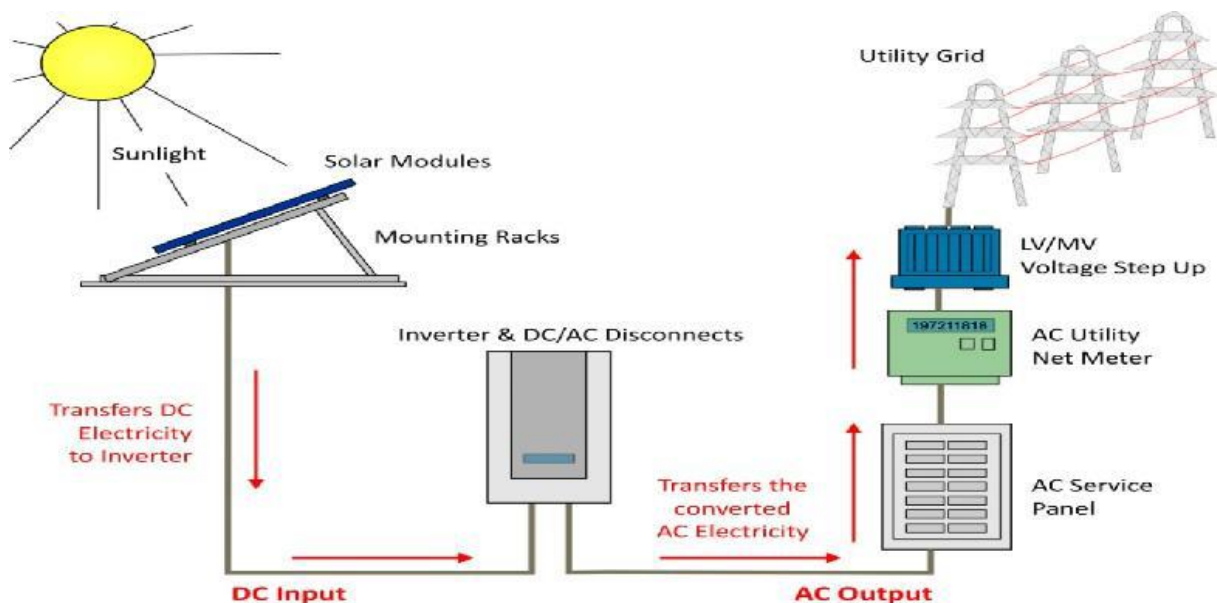 Sunlight
Solar Modules
Mounting Racks
Utility Grid
LV/MV
Voltage Step Up
197211818
AC Utility
Net Meter
Inverter & DC/AC Disconnects
Transfers DC
Electricity
to Inverter
Transfers the
converted
AC Electricity
AC Service
Panel
DC Input
AC Output